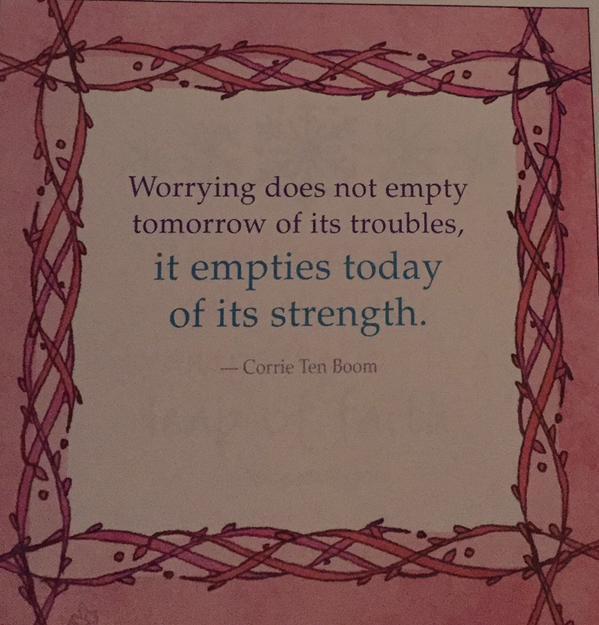 Worrying does not empty
tomorrow of its troubles,
it empties today
of its strength.
— Corrie Ten Boom